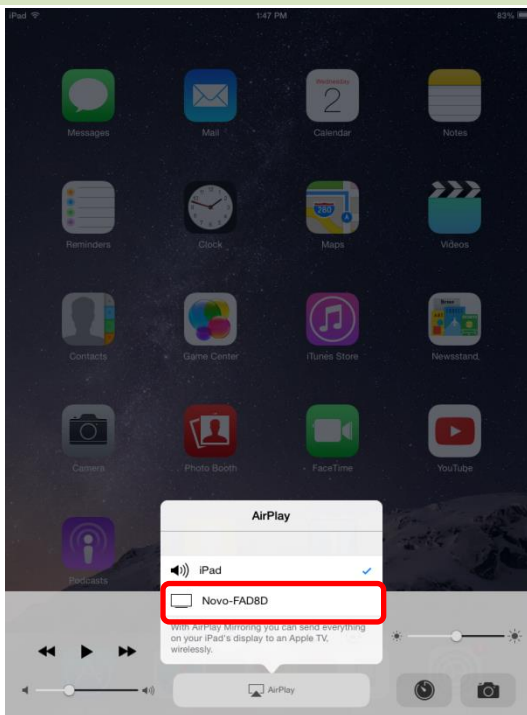 iPad 1:47 PM 83%
Messages Mail Wednesday 2 Calendar Notes
Reminders Clock 280 Maps Videos
Contacts Game Center iTunes Store Newsstand
Camera Photo Booth FaceTime YouTube
Podcasts
AirPlay
iPad
Novo-FAD8D
With AirPlay Mirroring you can send everything
on your iPad's display to an Apple TV,
wirelessly.
AirPlay